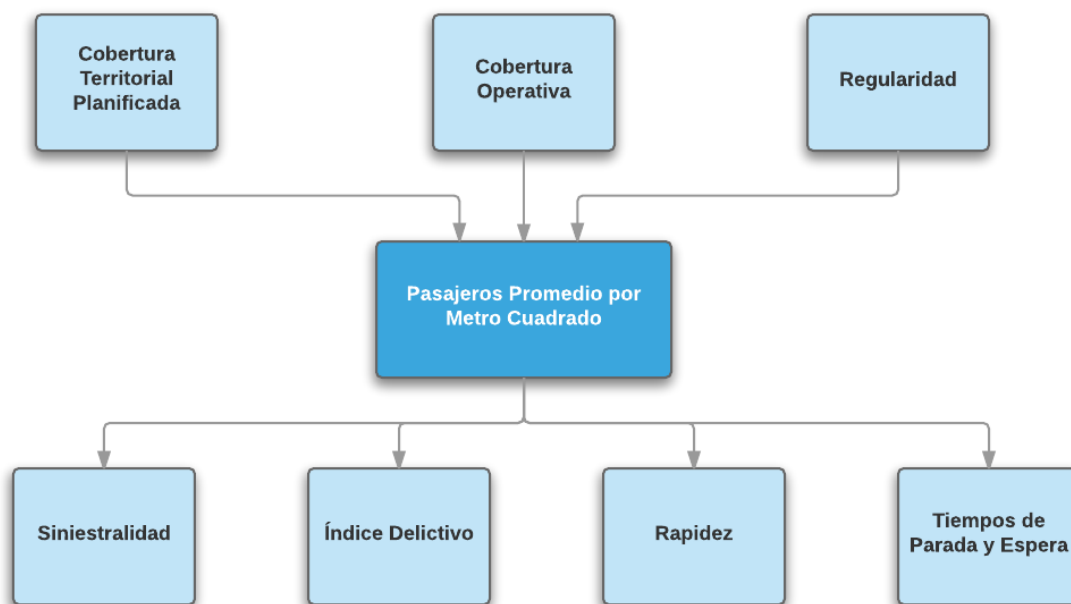 Cobertura
Territorial
Planificada
Cobertura
Operativa
Regularidad
Pasajeros Promedio por
Metro Cuadrado
Siniestralidad
Índice Delictivo
Rapidez
Tiempos de
Parada y Espera